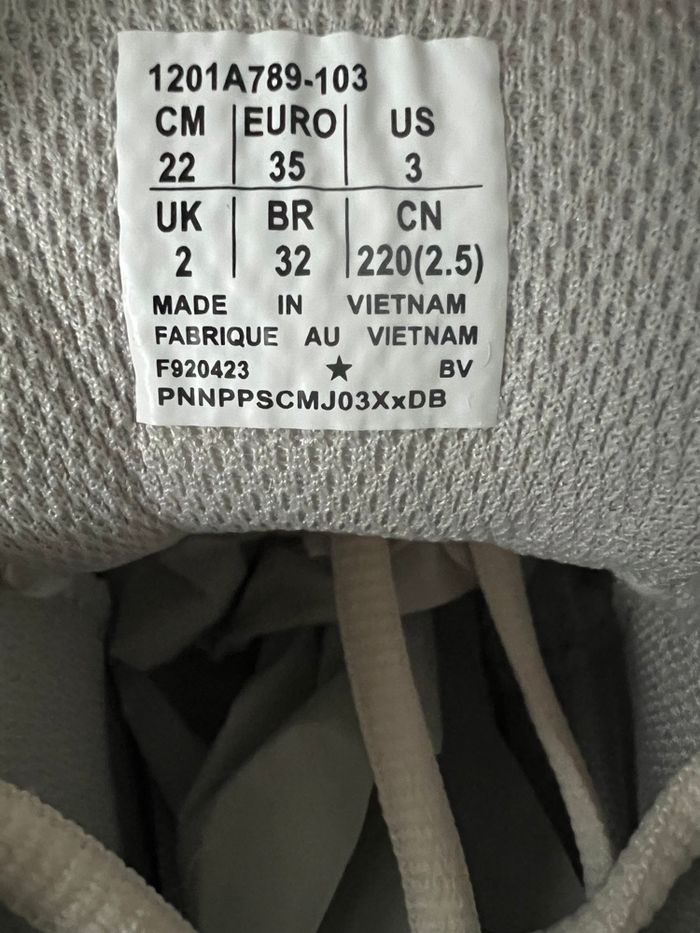 1201A789-103
CM EURO US
22 35 3
UK BR CN
2 32 220(2.5)
MADE IN VIETNAM
FABRIQUE AU VIETNAM
F920423 ★ BV
PNNPPSCMJ03XxDB